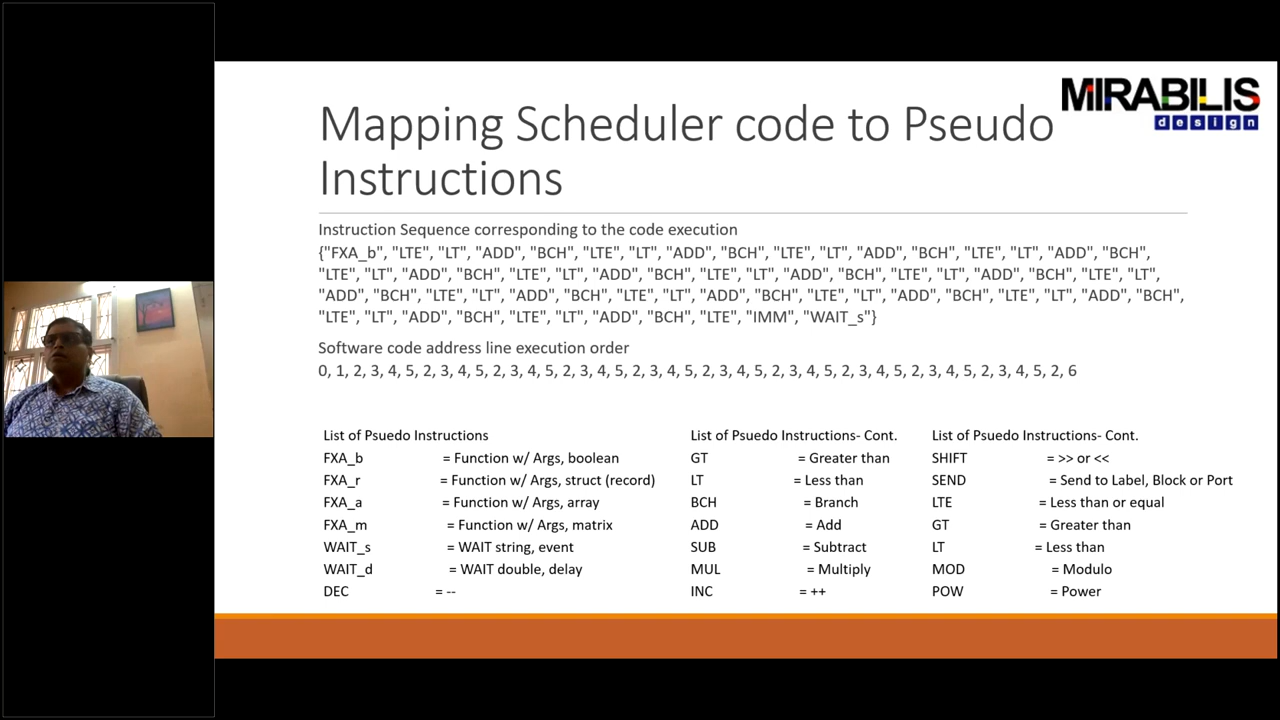 MIRABILIS
design
Mapping Scheduler code to Pseudo
Instructions
Instruction Sequence corresponding to the code execution
{"FXA_b", "LTE", "LT", "ADD", "BCH", "LTE", "LT", "ADD", "BCH", "LTE", "LT", "ADD", "BCH", "LTE", "LT", "ADD", "BCH",
"LTE", "LT", "ADD", "BCH", "LTE", "LT", "ADD", "BCH", "LTE", "LT", "ADD", "BCH", "LTE", "LT", "ADD", "BCH", "LTE", "LT",
"ADD", "BCH", "LTE", "LT", "ADD", "BCH", "LTE", "LT", "ADD", "BCH", "LTE", "LT", "ADD", "BCH", "LTE", "LT", "ADD", "BCH",
"LTE", "LT", "ADD", "BCH", "LTE", "LT", "ADD", "BCH", "LTE", "IMM", "WAIT_s"}
Software code address line execution order
0, 1, 2, 3, 4, 5, 2, 3, 4, 5, 2, 3, 4, 5, 2, 3, 4, 5, 2, 3, 4, 5, 2, 3, 4, 5, 2, 3, 4, 5, 2, 3, 4, 5, 2, 3, 4, 5, 2, 3, 4, 5, 2, 6
List of Psuedo Instructions
FXA_b = Function w/ Args, boolean
FXA_r = Function w/ Args, struct (record)
FXA_a = Function w/ Args, array
FXA_m = Function w/ Args, matrix
WAIT_s = WAIT string, event
WAIT_d = WAIT double, delay
DEC = --
List of Psuedo Instructions- Cont.
GT = Greater than
LT = Less than
BCH = Branch
ADD = Add
SUB = Subtract
MUL = Multiply
INC = ++
List of Psuedo Instructions- Cont.
SHIFT = >> or <<
SEND = Send to Label, Block or Port
LTE = Less than or equal
GT = Greater than
LT = Less than
MOD = Modulo
POW = Power